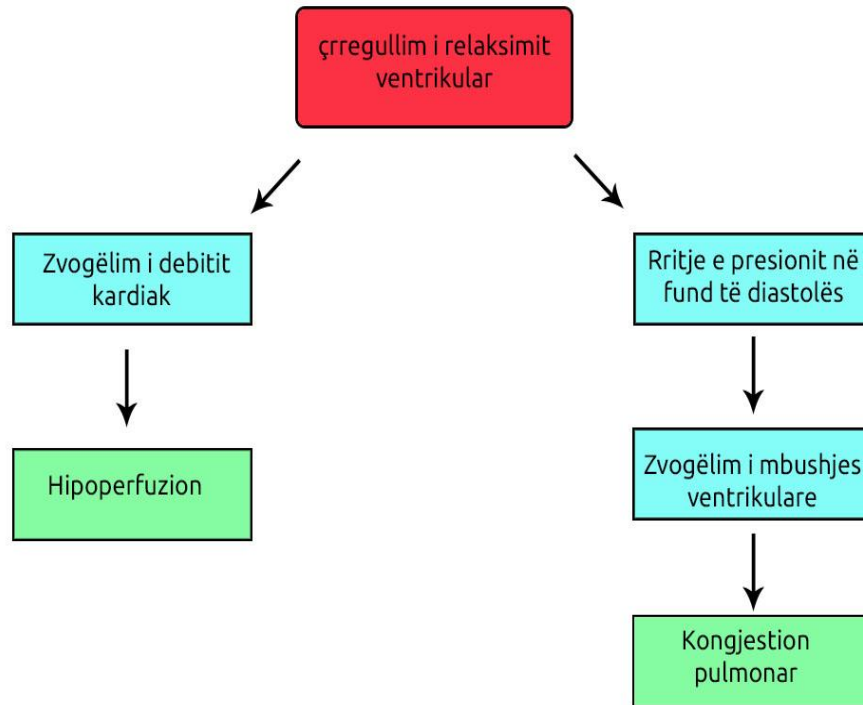 çrregullim i relaksimit
ventrikular
Zvogëlim i debitit
kardiak
Hipoperfuzion
Rritje e presionit në
fund të diastolës
Zvogëlim i mbushjes
ventrikulare
Kongjestion
pulmonar